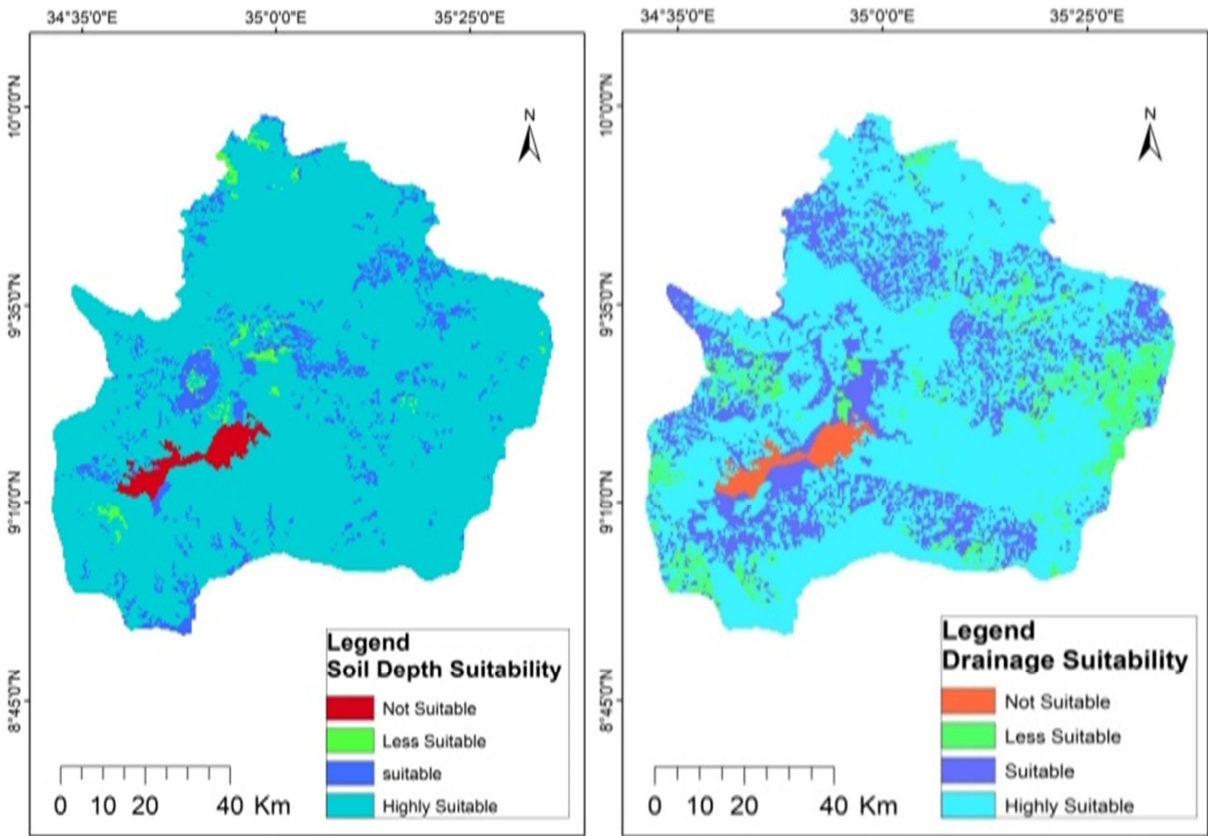 34°35'0"E 35°0'0"E 35°25'0"E
10°0'0"N
9°35'0"N
9°10'0"N
8°45'0"N
N
Legend
Soil Depth Suitability
Not Suitable
Less Suitable
suitable
Highly Suitable
0 10 20 40 Km
34°35'0"E 35°0'0"E 35°25'0"E
10°0'0"N
9°35'0"N
9°10'0"N
8°45'0"N
N
Legend
Drainage Suitability
Not Suitable
Less Suitable
Suitable
Highly Suitable
0 10 20 40 Km